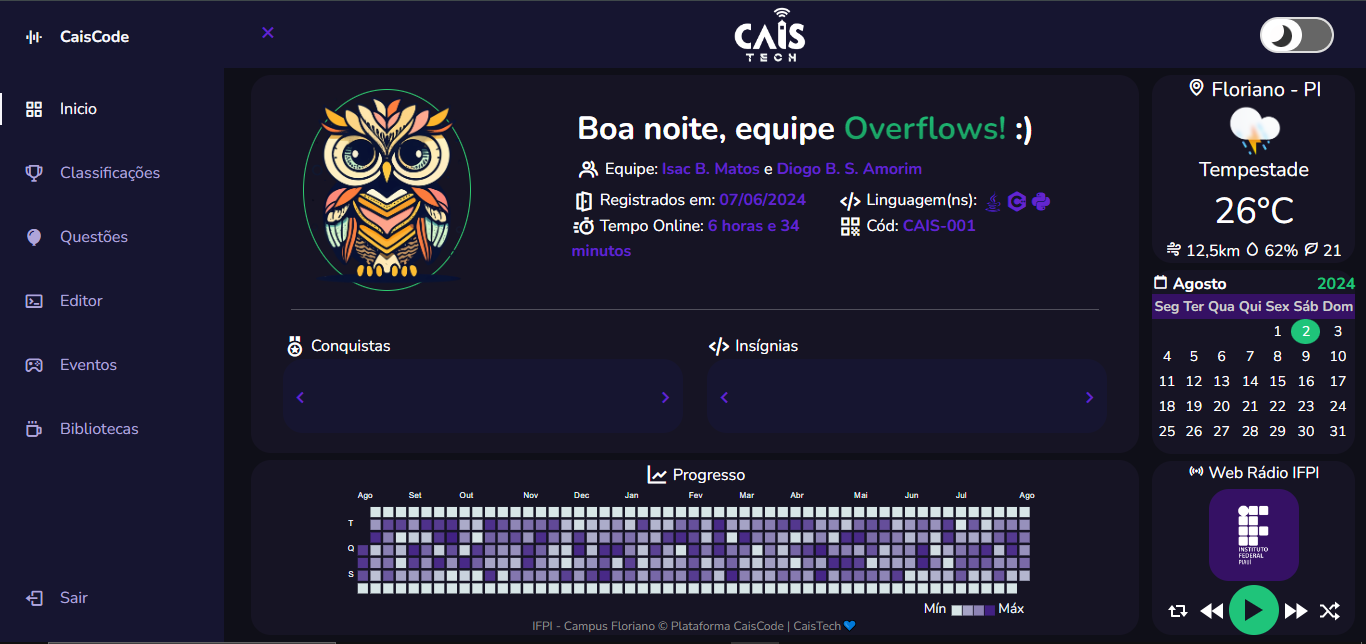 CaisCode
Inicio
Classificações
Questões
Editor
Eventos
Bibliotecas
Sair
CAIS
TECH
Boa noite, equipe Overflows! :)
Equipe: Isac B. Matos e Diogo B. S. Amorim
Registrados em: 07/06/2024
Linguagem(ns):
Tempo Online: 6 horas e 34
minutos
Cód: CAIS-001
Conquistas
Insígnias
Progresso
Ago Set Out Nov Dec Jan Fev Mar Abr Mai Jun Jul Ago
T
Q
S
Mín Máx
IFPI - Campus Floriano © Plataforma CaisCode | CaisTech
Floriano - PI
Tempestade
26°C
12,5km 62% 21
Agosto 2024
Seg Ter Qua Qui Sex Sáb Dom
1 2 3
4 5 6 7 8 9 10
11 12 13 14 15 16 17
18 19 20 21 22 23 24
25 26 27 28 29 30 31
Web Rádio IFPI
INSTITUTO
FEDERAL
PIAUÍ